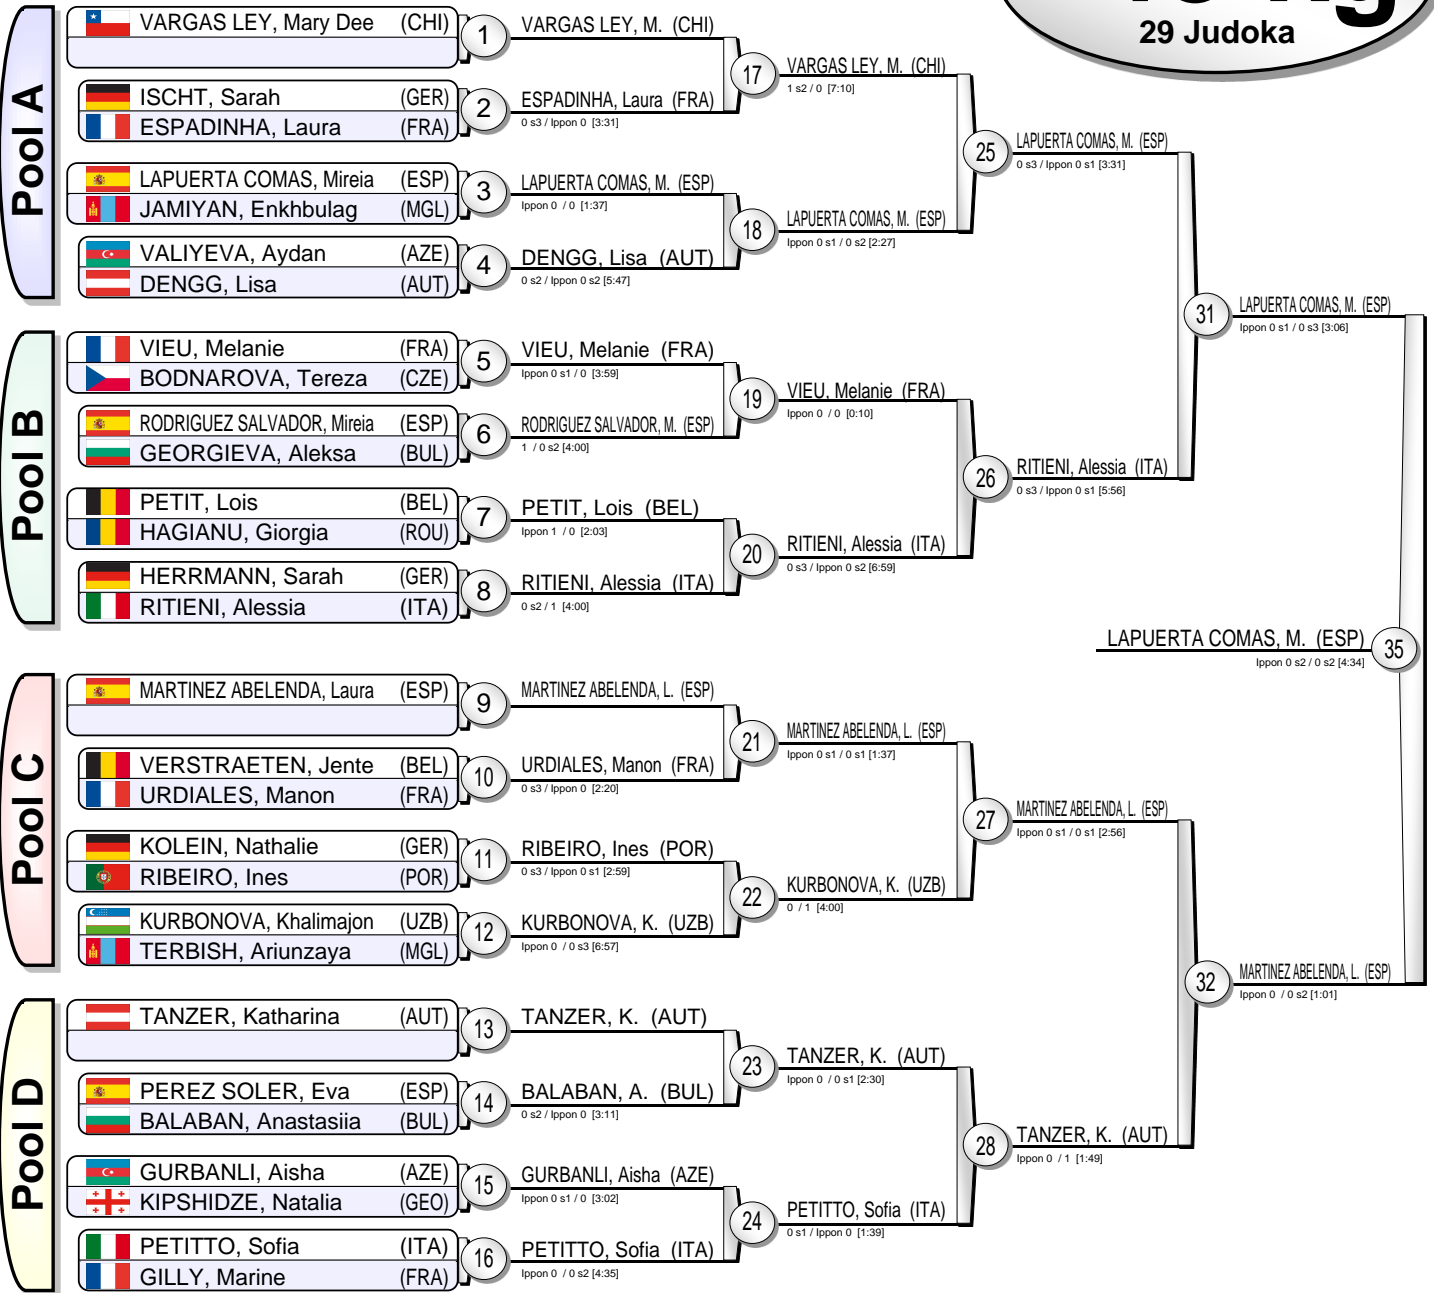 29 Judoka
Pool A
VARGAS LEY, Mary Dee (CHI)
ISCHT, Sarah (GER)
ESPADINHA, Laura (FRA)
LAPUERTA COMAS, Mireia (ESP)
JAMIYAN, Enkhbulag (MGL)
VALIYEVA, Aydan (AZE)
DENGG, Lisa (AUT)
1
VARGAS LEY, M. (CHI)
2
ESPADINHA, Laura (FRA)
0 s3 / Ippon 0 [3:31]
3
LAPUERTA COMAS, M. (ESP)
Ippon 0 / 0 [1:37]
4
DENGG, Lisa (AUT)
0 s2 / Ippon 0 s2 [5:47]
17
VARGAS LEY, M. (CHI)
1 s2 / 0 [7:10]
18
LAPUERTA COMAS, M. (ESP)
Ippon 0 s1 / 0 s2 [2:27]
25
LAPUERTA COMAS, M. (ESP)
0 s3 / Ippon 0 s1 [3:31]
Pool B
VIEU, Melanie (FRA)
BODNAROVA, Tereza (CZE)
RODRIGUEZ SALVADOR, Mireia (ESP)
GEORGIEVA, Aleksa (BUL)
PETIT, Lois (BEL)
HAGIANU, Giorgia (ROU)
HERRMANN, Sarah (GER)
RITIENI, Alessia (ITA)
5
VIEU, Melanie (FRA)
Ippon 0 s1 / 0 [3:59]
6
RODRIGUEZ SALVADOR, M. (ESP)
1 / 0 s2 [4:00]
7
PETIT, Lois (BEL)
Ippon 1 / 0 [2:03]
8
RITIENI, Alessia (ITA)
0 s2 / 1 [4:00]
19
VIEU, Melanie (FRA)
Ippon 0 / 0 [0:10]
20
RITIENI, Alessia (ITA)
0 s3 / Ippon 0 s2 [6:59]
26
RITIENI, Alessia (ITA)
0 s3 / Ippon 0 s1 [5:56]
31
LAPUERTA COMAS, M. (ESP)
Ippon 0 s1 / 0 s3 [3:06]
LAPUERTA COMAS, M. (ESP)
35
Ippon 0 s2 / 0 s2 [4:34]
Pool C
MARTINEZ ABELENDA, Laura (ESP)
VERSTRAETEN, Jente (BEL)
URDIALES, Manon (FRA)
KOLEIN, Nathalie (GER)
RIBEIRO, Ines (POR)
KURBONOVA, Khalimajon (UZB)
TERBISH, Ariunzaya (MGL)
9
MARTINEZ ABELENDA, L. (ESP)
10
URDIALES, Manon (FRA)
0 s3 / Ippon 0 [2:20]
11
RIBEIRO, Ines (POR)
0 s3 / Ippon 0 s1 [2:59]
12
KURBONOVA, K. (UZB)
Ippon 0 / 0 s3 [6:57]
21
MARTINEZ ABELENDA, L. (ESP)
Ippon 0 s1 / 0 s1 [1:37]
22
KURBONOVA, K. (UZB)
0 / 1 [4:00]
27
MARTINEZ ABELENDA, L. (ESP)
Ippon 0 s1 / 0 s1 [2:56]
Pool D
TANZER, Katharina (AUT)
PEREZ SOLER, Eva (ESP)
BALABAN, Anastasiia (BUL)
GURBANLI, Aisha (AZE)
KIPSHIDZE, Natalia (GEO)
PETITTO, Sofia (ITA)
GILLY, Marine (FRA)
13
TANZER, K. (AUT)
14
BALABAN, A. (BUL)
0 s2 / Ippon 0 [3:11]
15
GURBANLI, Aisha (AZE)
Ippon 0 s1 / 0 [3:02]
16
PETITTO, Sofia (ITA)
Ippon 0 / 0 s2 [4:35]
23
TANZER, K. (AUT)
Ippon 0 / 0 s1 [2:30]
24
PETITTO, Sofia (ITA)
0 s1 / Ippon 0 [1:39]
28
TANZER, K. (AUT)
Ippon 0 / 1 [1:49]
32
MARTINEZ ABELENDA, L. (ESP)
Ippon 0 / 0 s2 [1:01]